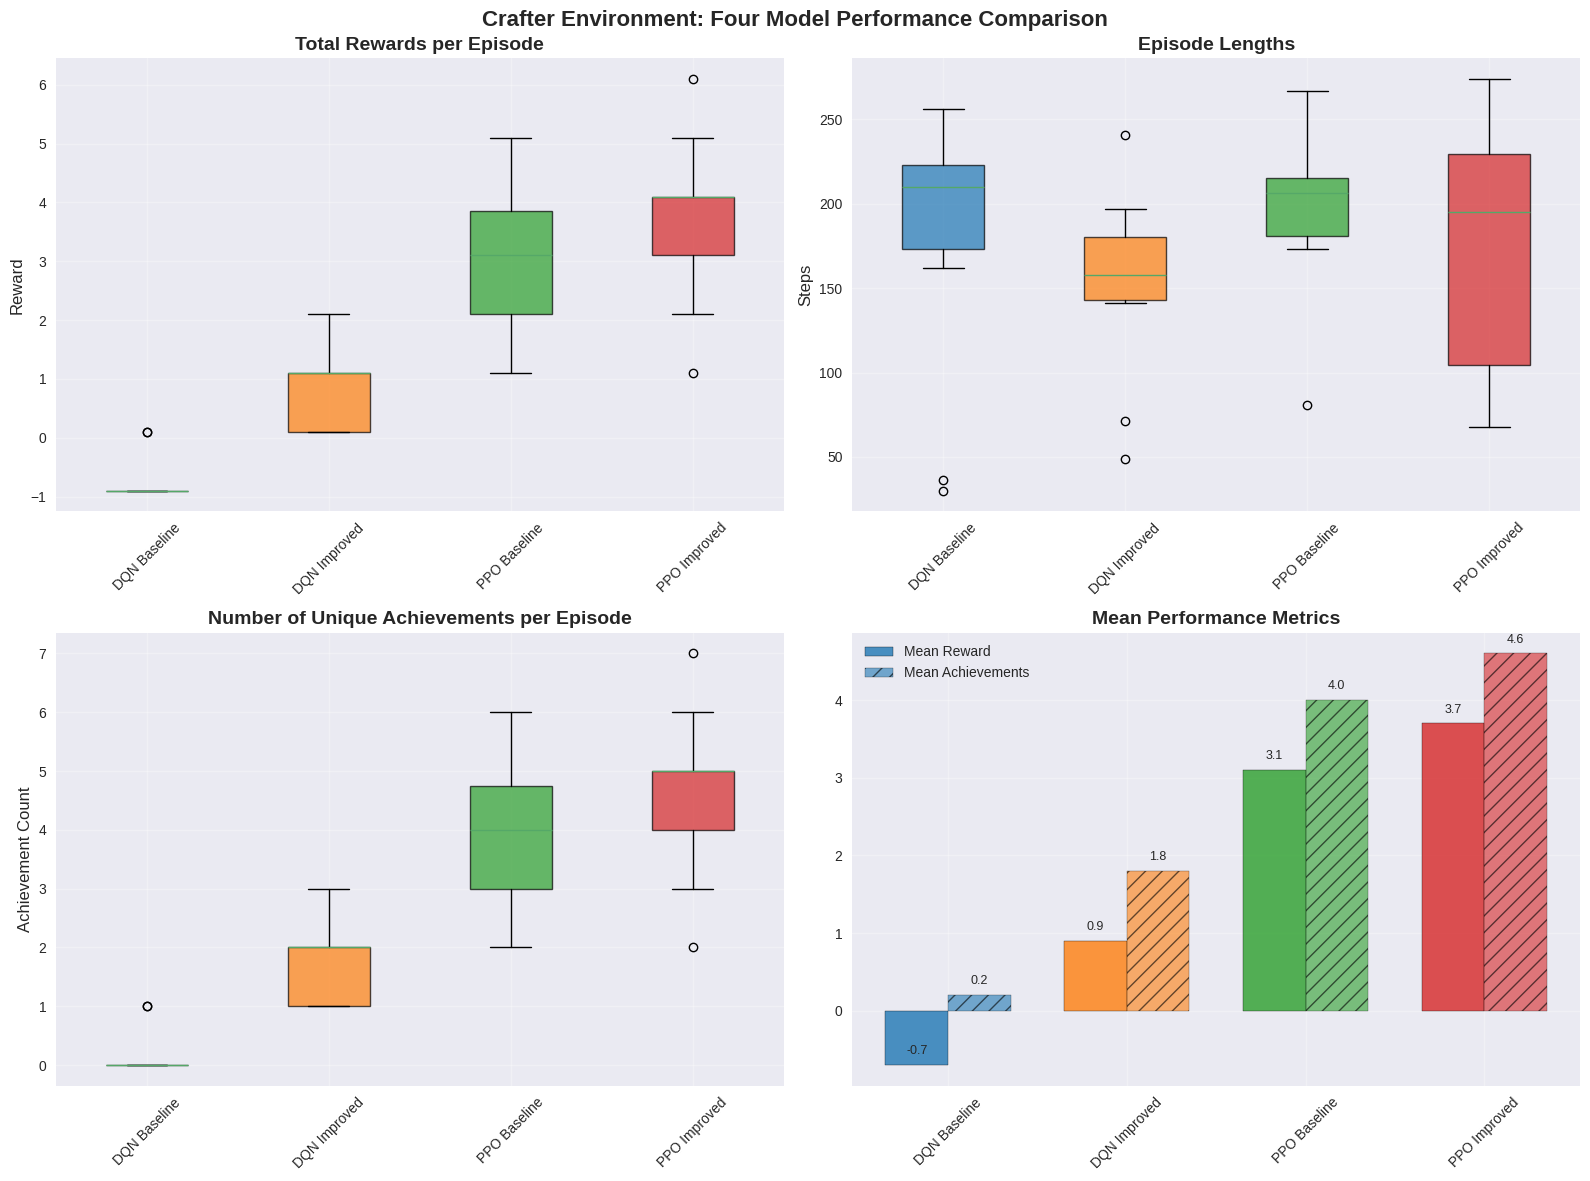 Crafter Environment: Four Model Performance Comparison
Total Rewards per Episode
Reward
6
5
4
3
2
1
0
−1
DQN Baseline
DQN Improved
PPO Baseline
PPO Improved
Episode Lengths
Steps
250
200
150
100
50
DQN Baseline
DQN Improved
PPO Baseline
PPO Improved
Number of Unique Achievements per Episode
Achievement Count
7
6
5
4
3
2
1
0
DQN Baseline
DQN Improved
PPO Baseline
PPO Improved
Mean Performance Metrics
Mean Reward
Mean Achievements
4
3
2
1
0
-0.7
0.2
0.9
1.8
3.1
4.0
3.7
4.6
DQN Baseline
DQN Improved
PPO Baseline
PPO Improved